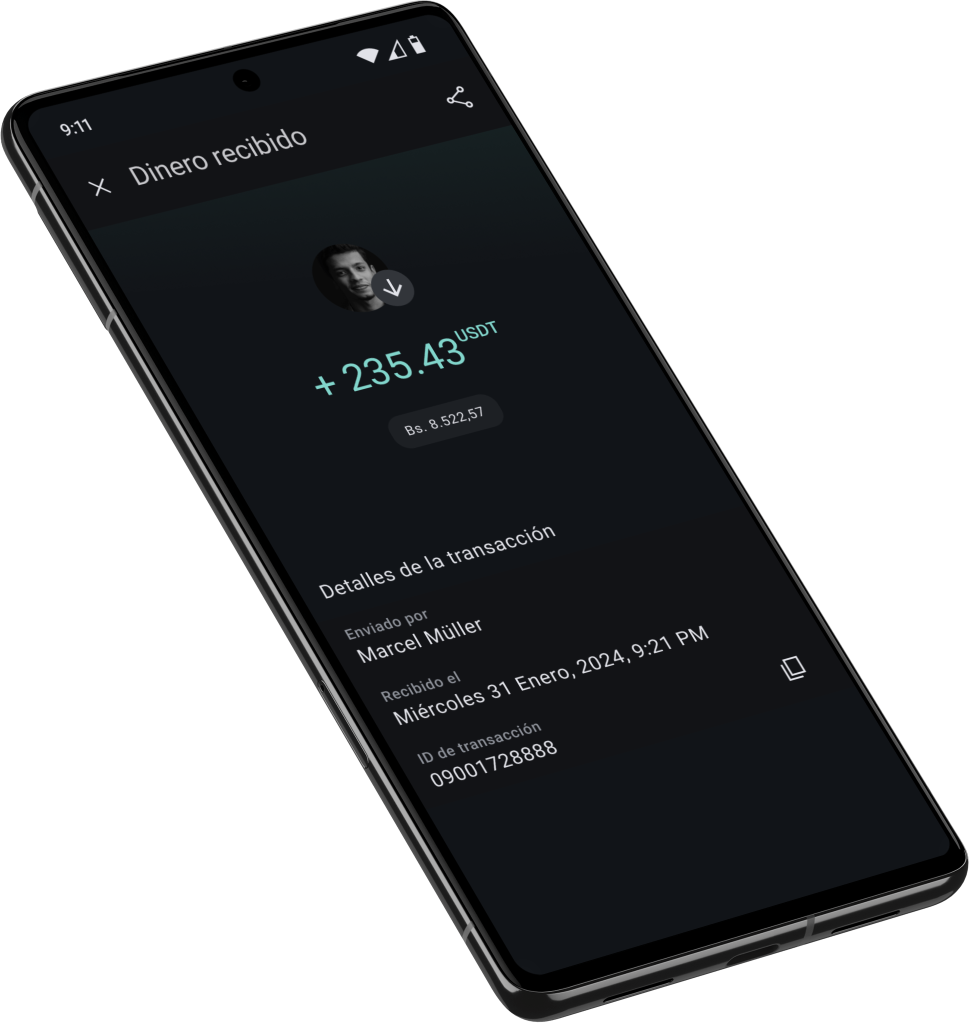 9:11
Dinero recibido
+ 235.43 USDT
Bs. 8.522,57
Detalles de la transacción
Enviado por
Marcel Müller
Recibido el
Miércoles 31 Enero, 2024, 9:21 PM
ID de transacción
09001728888